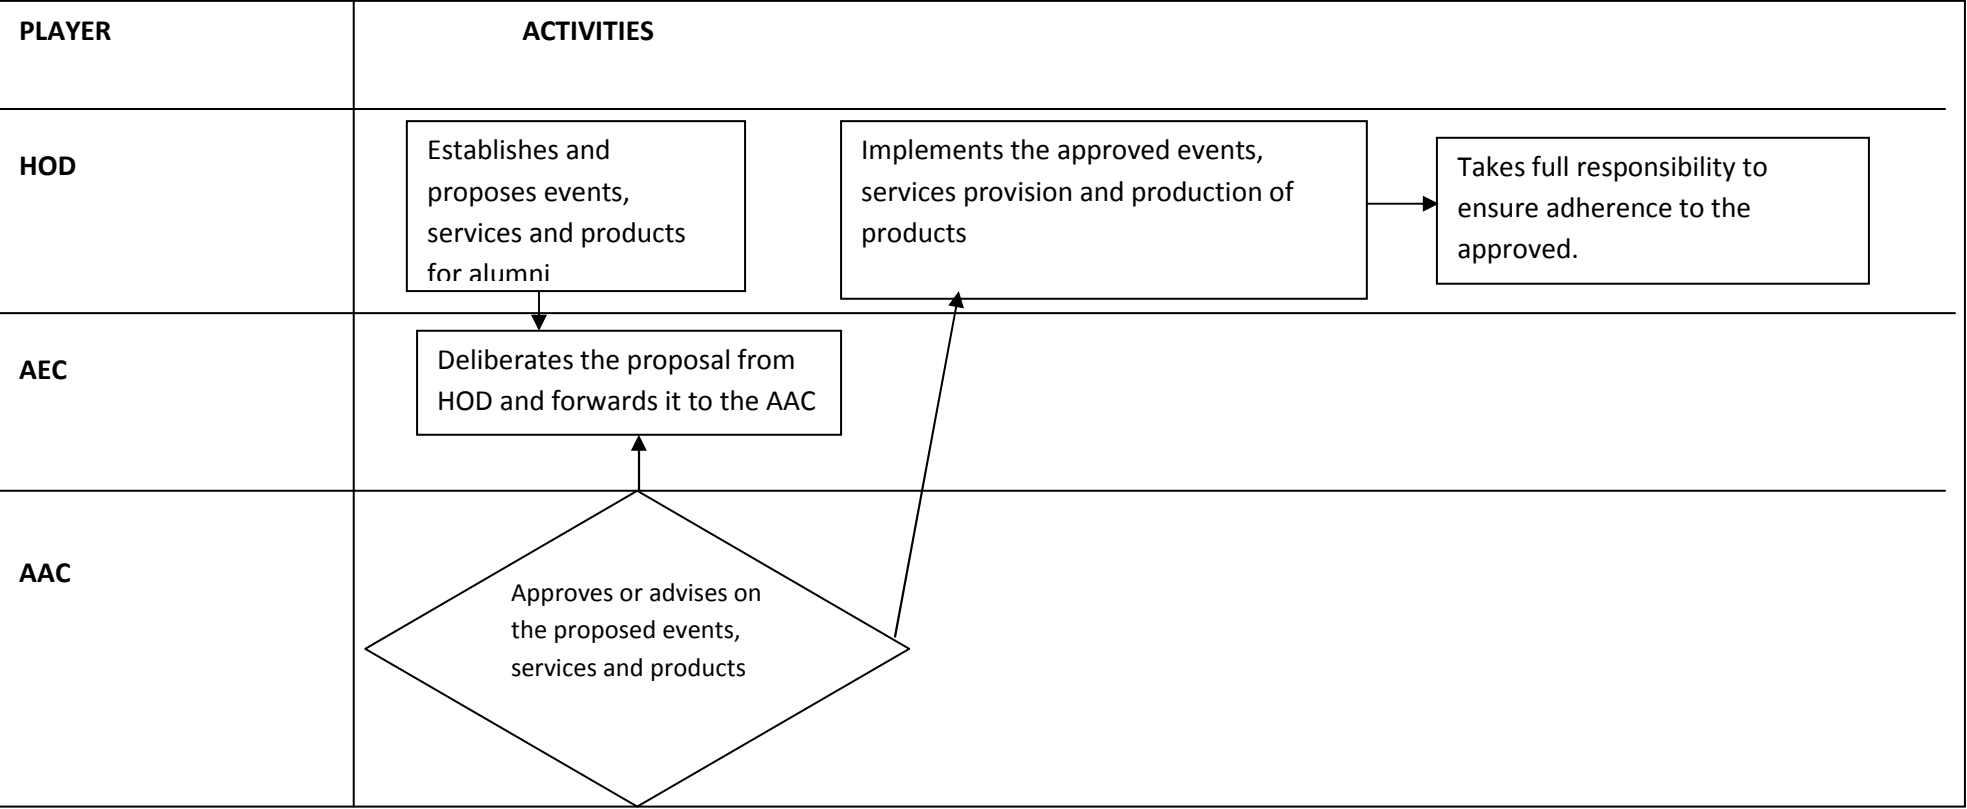 PLAYER
ACTIVITIES
HOD
Establishes and
proposes events,
services and products
for alumni
Implements the approved events,
services provision and production of
products
Takes full responsibility to
ensure adherence to the
approved.
AEC
Deliberates the proposal from
HOD and forwards it to the AAC
AAC
Approves or advises on
the proposed events,
services and products